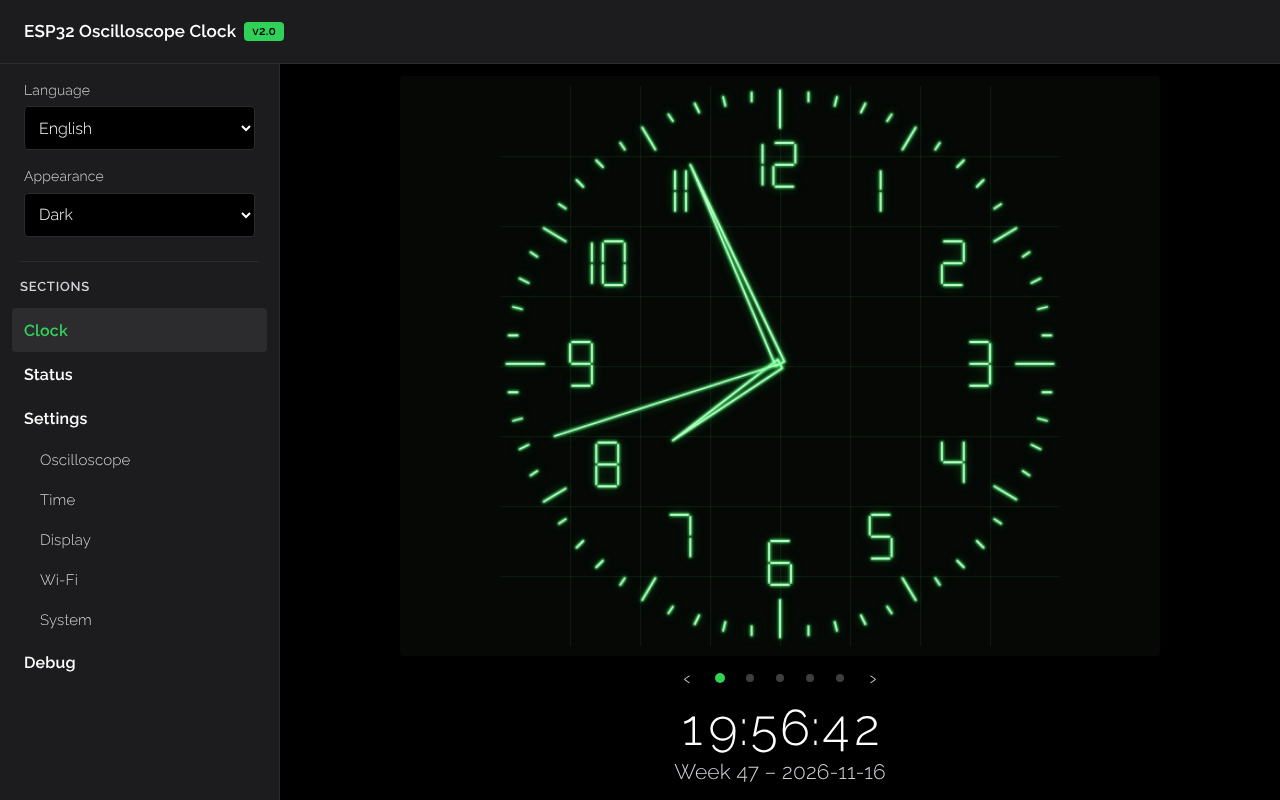 ESP32 Oscilloscope Clock v2.0
Language
English
Appearance
Dark
SECTIONS
Clock
Status
Settings
Oscilloscope
Time
Display
Wi-Fi
System
Debug
12
11
1
10
2
9
3
8
4
7
5
6
< >
19:56:42
Week 47 – 2026-11-16